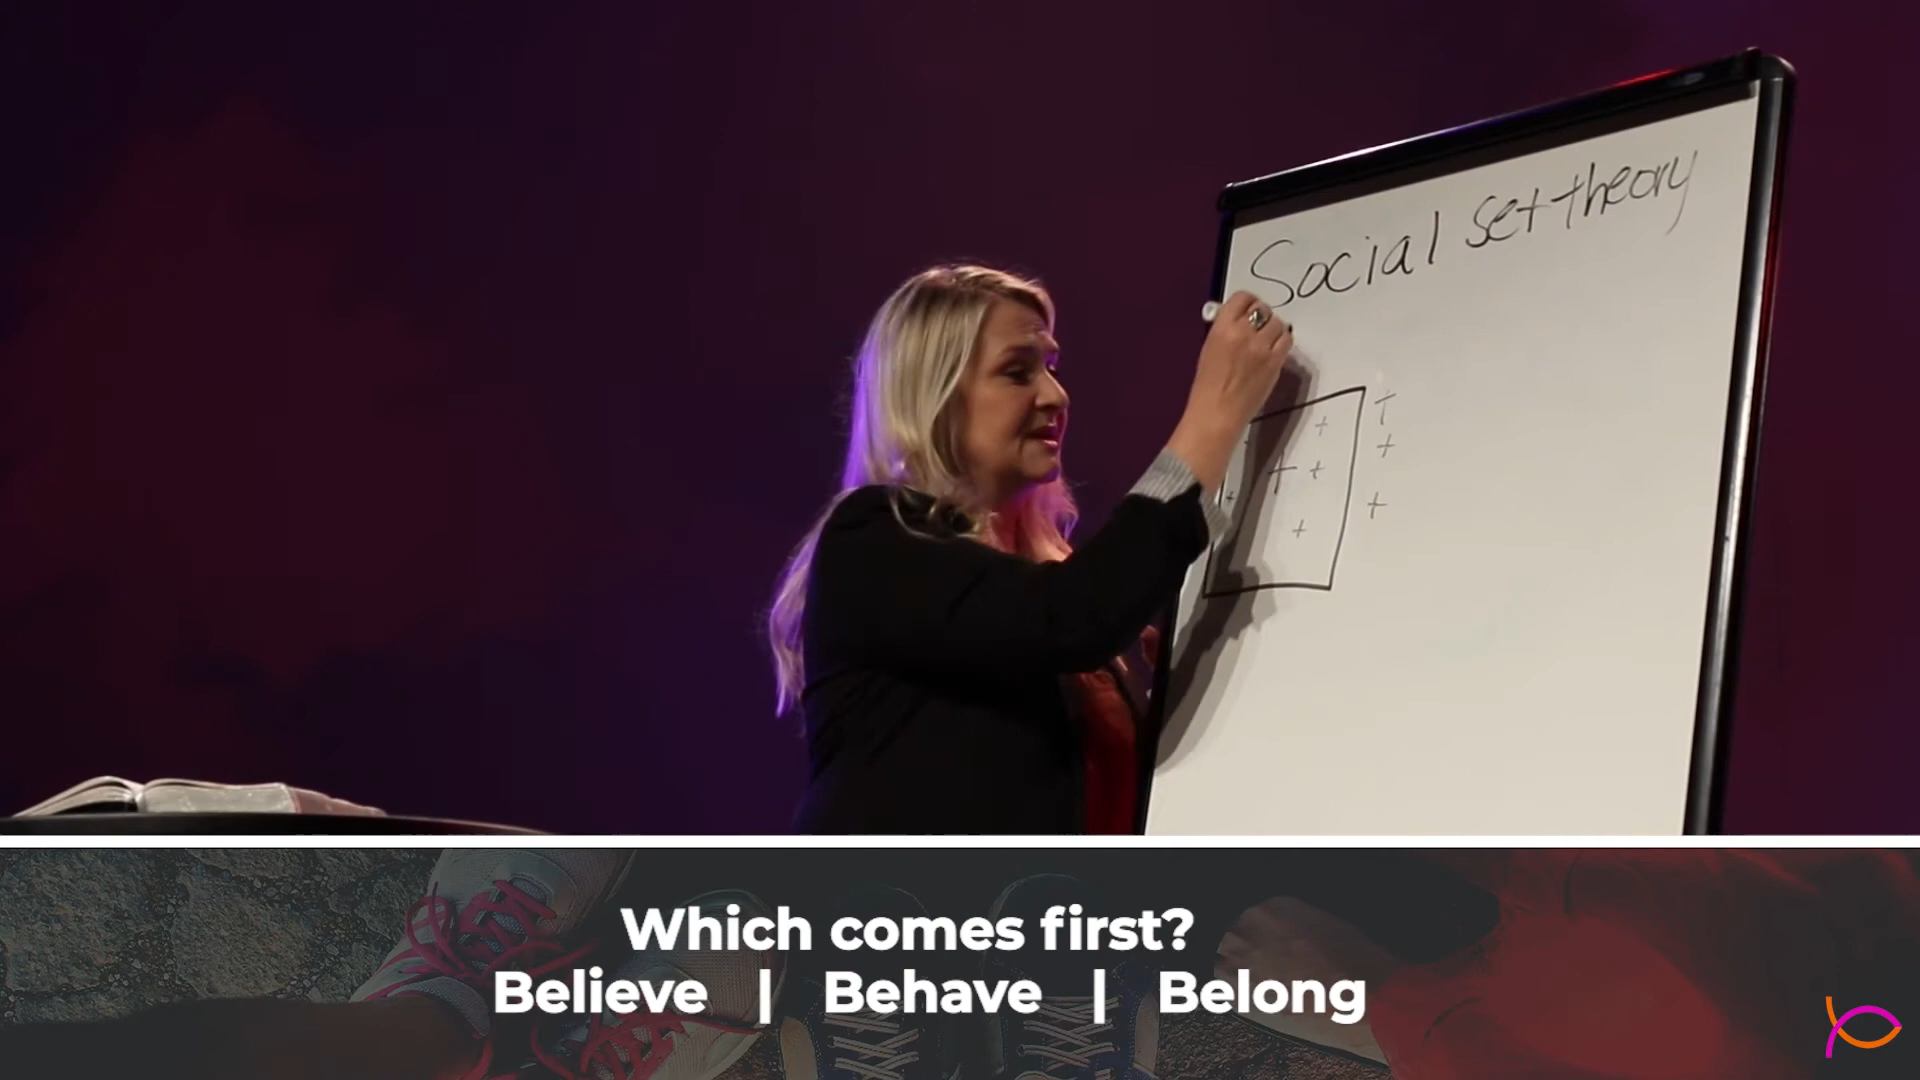 Social set theory
Which comes first?
Believe | Behave | Belong